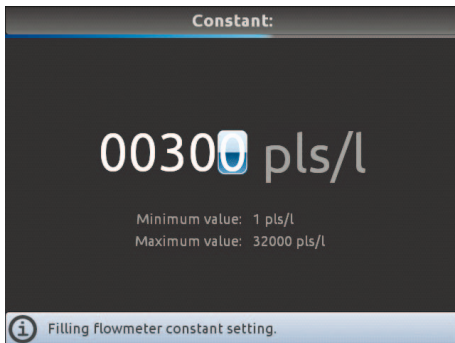 Constant:
00300 pls/l
Minimum value: 1 pls/l
Maximum value: 32000 pls/l
Filling flowmeter constant setting.